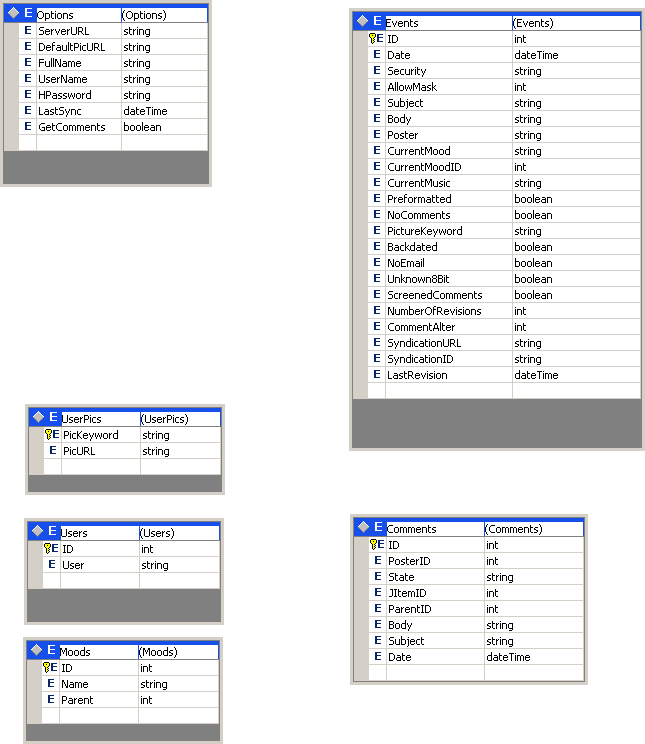 E Options (Options)
E ServerURL string
E DefaultPicURL string
E FullName string
E UserName string
E HPassword string
E LastSync dateTime
E GetComments boolean
E Events (Events)
E ID int
E Date dateTime
E Security string
E AllowMask int
E Subject string
E Body string
E Poster string
E CurrentMood string
E CurrentMoodID int
E CurrentMusic string
E Preformatted boolean
E NoComments boolean
E PictureKeyword string
E Backdated boolean
E NoEmail boolean
E Unknown8Bit boolean
E ScreenedComments boolean
E NumberOfRevisions int
E CommentAlter int
E SyndicationURL string
E SyndicationID string
E LastRevision dateTime
E UserPics (UserPics)
E PicKeyword string
E PicURL string
E Users (Users)
E ID int
E User string
E Moods (Moods)
E ID int
E Name string
E Parent int
E Comments (Comments)
E ID int
E PosterID int
E State string
E JItemID int
E ParentID int
E Body string
E Subject string
E Date dateTime